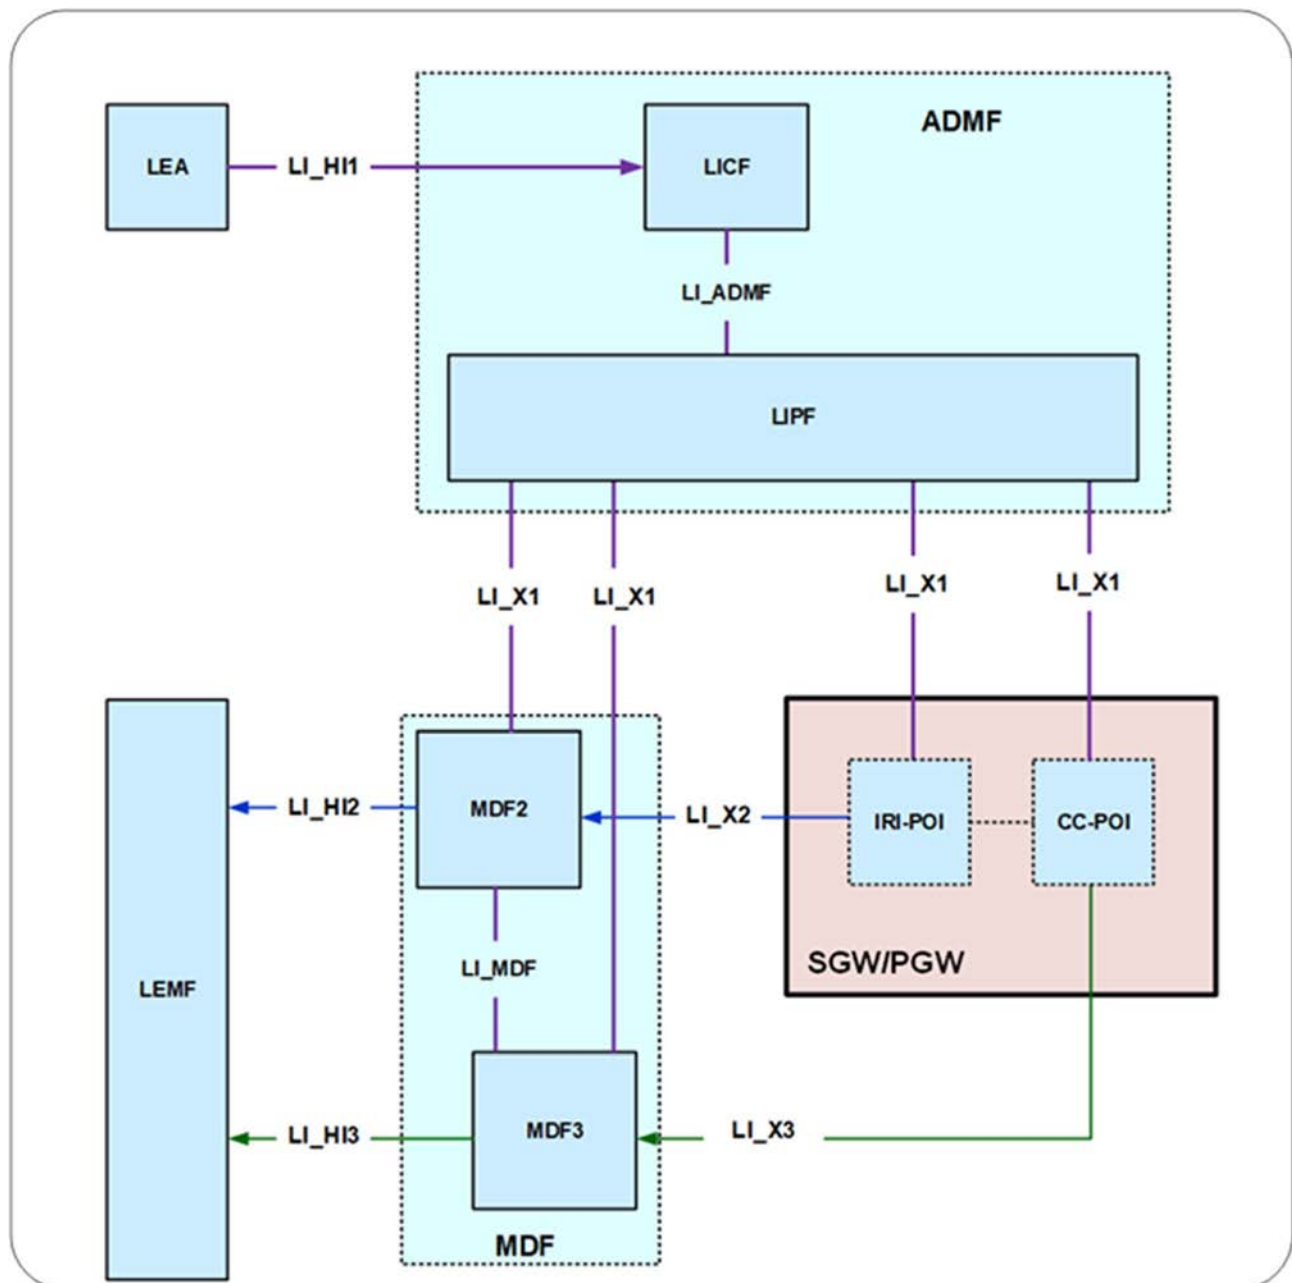 ADMF
LEA
LI_HI1
LICF
LI_ADMF
LIPF
LI_X1
LI_X1
LI_X1
LI_X1
LEMF
LI_HI2
MDF2
LI_X2
IRI-POI
CC-POI
LI_MDF
SGW/PGW
LI_HI3
MDF3
LI_X3
MDF